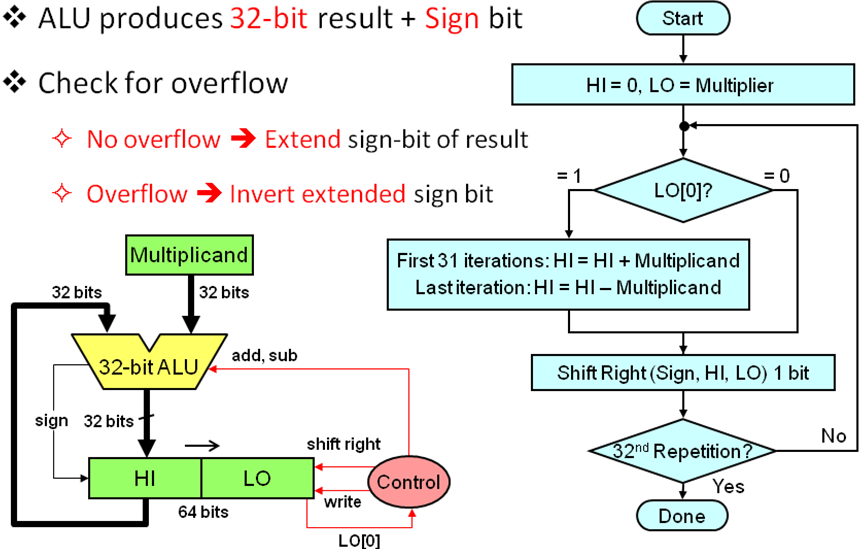 ❖ ALU produces 32-bit result + Sign bit
❖ Check for overflow
✧ No overflow ➔ Extend sign-bit of result
✧ Overflow ➔ Invert extended sign bit
Multiplicand
32 bits
32 bits
32-bit ALU
add, sub
sign
32 bits
shift right
HI
LO
Control
write
64 bits
LO[0]
Start
HI = 0, LO = Multiplier
= 1
LO[0]?
= 0
First 31 iterations: HI = HI + Multiplicand
Last iteration: HI = HI – Multiplicand
Shift Right (Sign, HI, LO) 1 bit
32nd Repetition?
No
Yes
Done